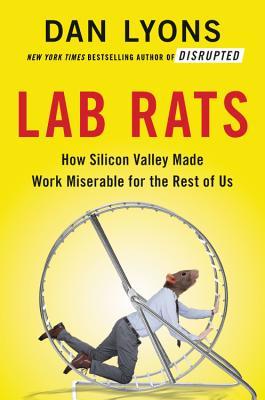 DAN LYONS
NEW YORK TIMES BESTSELLING AUTHOR OF DISRUPTED
LAB RATS
How Silicon Valley Made
Work Miserable for the Rest of Us